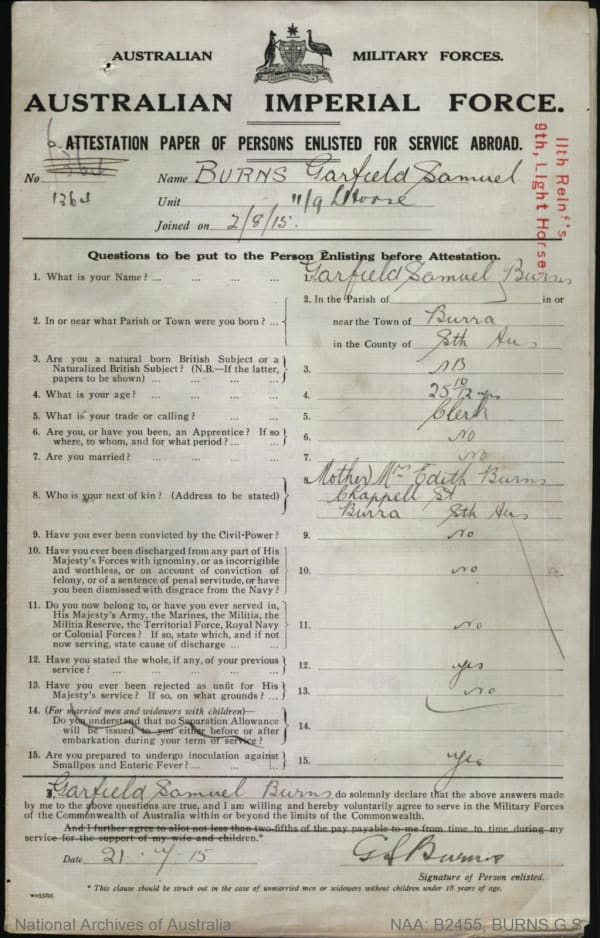 AUSTRALIAN MILITARY FORCES.
AUSTRALIAN IMPERIAL FORCE.
ATTESTATION PAPER OF PERSONS ENLISTED FOR SERVICE ABROAD.
11th Reinf's
9th, Light Horse
No 1364 Name BURNS Garfield Samuel
1364 Unit 11/9 L Horse
Joined on 2/8/15.
Questions to be put to the Person Enlisting before Attestation.
1. What is your Name? ... 1. Garfield Samuel Burns
2. In or near what Parish or Town were you born? ... 2. In the Parish of in or
near the Town of Burra
in the County of Sth Aus
3. Are you a natural born British Subject or a
Naturalized British Subject? (N.B.—If the latter,
papers to be shown) ... 3. NB
4. What is your age? ... 4. 25 10/12 yrs
5. What is your trade or calling? ... 5. Clerk
6. Are you, or have you been, an Apprentice? If so
where, to whom, and for what period? ... 6. No
7. Are you married? ... 7. No
8. Who is your next of kin? (Address to be stated) 8. Mother Mrs Edith Burns
Chappell St
Burra Sth Aus
9. Have you ever been convicted by the Civil Power? 9. No
10. Have you ever been discharged from any part of His
Majesty's Forces with ignominy, or as incorrigible
and worthless, or on account of conviction of
felony, or of a sentence of penal servitude, or have
you been dismissed with disgrace from the Navy? 10. No
11. Do you now belong to, or have you ever served in,
His Majesty's Army, the Marines, the Militia, the
Militia Reserve, the Territorial Force, Royal Navy
or Colonial Forces? If so, state which, and if not
now serving, state cause of discharge ... 11. No
12. Have you stated the whole, if any, of your previous
service? ... 12. yes
13. Have you ever been rejected as unfit for His
Majesty's service? If so, on what grounds? ... 13. No
14. (For married men and widowers with children)—
Do you understand that no Separation Allowance
will be issued to you either before or after
embarkation during your term of service? 14.
15. Are you prepared to undergo inoculation against
Smallpox and Enteric Fever? ... 15. Yes
I, Garfield Samuel Burns do solemnly declare that the above answers made
by me to the above questions are true, and I am willing and hereby voluntarily agree to serve in the Military Forces
of the Commonwealth of Australia within or beyond the limits of the Commonwealth.
And I further agree to allot not less than two-fifths of the pay payable to me from time to time during my
service for the support of my wife and children.*
Date 21-7-15 G S Burns
Signature of Person enlisted.
* This clause should be struck out in the case of unmarried men or widowers without children under 18 years of age.
National Archives of Australia NAA: B2455, BURNS G S